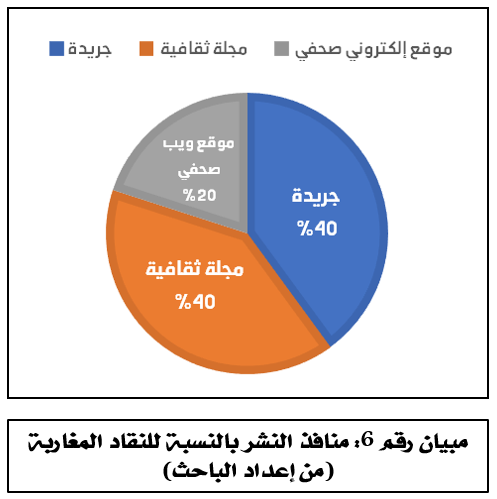 جريدة مجلة ثقافية موقع إلكتروني صحفي
موقع ويب
صحفي
%20
جريدة
%40
مجلة ثقافية
%40
مبيان رقم 6: منافذ النشر بالنسبة للنقاد المغاربة
(من إعداد الباحث)